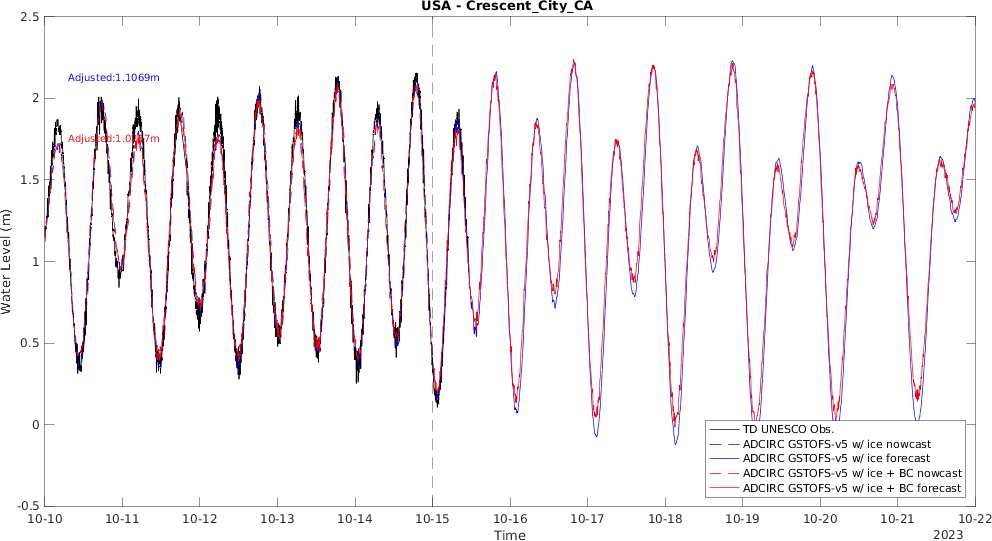 USA - Crescent_City_CA
2.5
2
1.5
1
0.5
0
-0.5
Water Level (m)
Adjusted:1.1069m
TD UNESCO Obs.
ADCIRC GSTOFS-v5 w/ ice nowcast
ADCIRC GSTOFS-v5 w/ ice forecast
ADCIRC GSTOFS-v5 w/ ice + BC nowcast
ADCIRC GSTOFS-v5 w/ ice + BC forecast
10-10 10-11 10-12 10-13 10-14 10-15 10-16 10-17 10-18 10-19 10-20 10-21 10-22
Time
2023